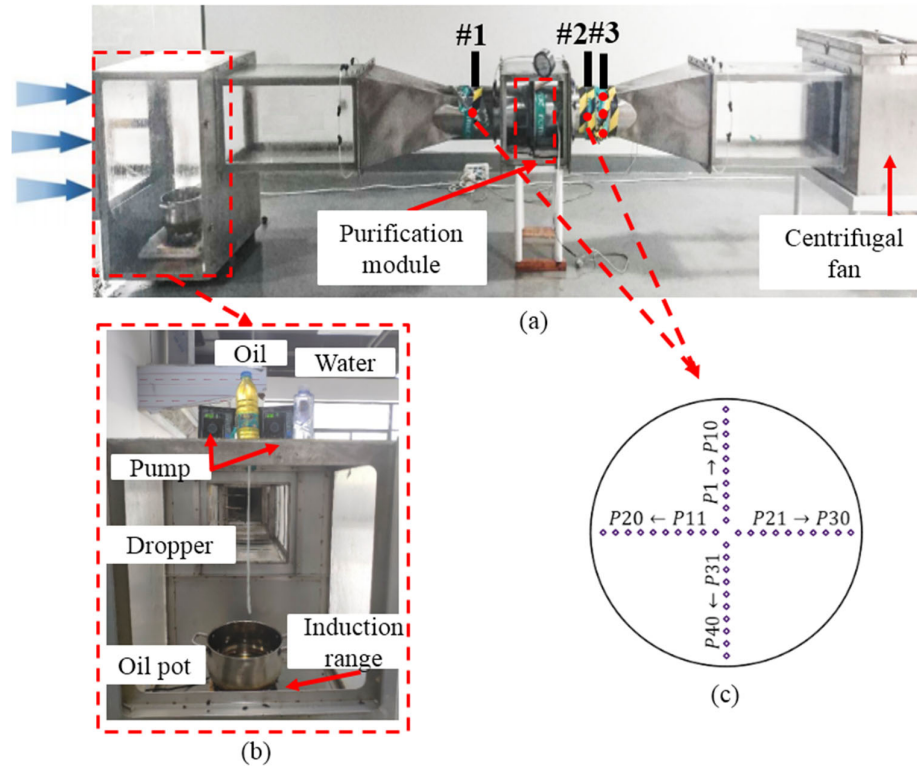 #1
#2 #3
Purification
module
Centrifugal
fan
(a)
Oil
Water
Pump
Dropper
Induction
range
Oil pot
(b)
P1 → P10
P20 ← P11
P21 → P30
P40 ← P31
(c)